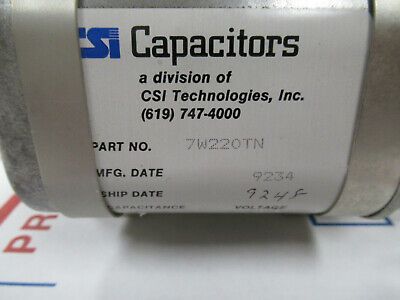 CSI Capacitors
a division of
CSI Technologies, Inc.
(619) 747-4000
PART NO. 7W220TN
MFG. DATE 9234
SHIP DATE 9248
CAPACITANCE VOLTAGE
PR